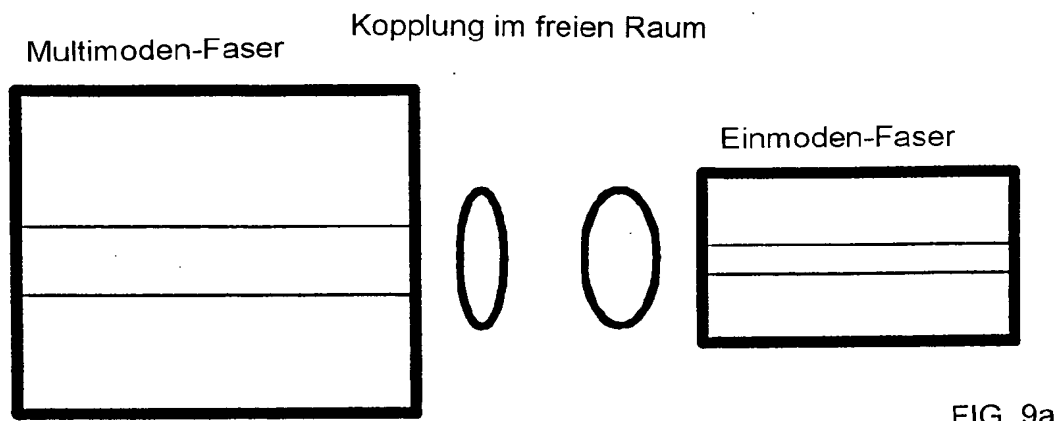 Kopplung im freien Raum
Multimoden-Faser
Einmoden-Faser
FIG. 9a